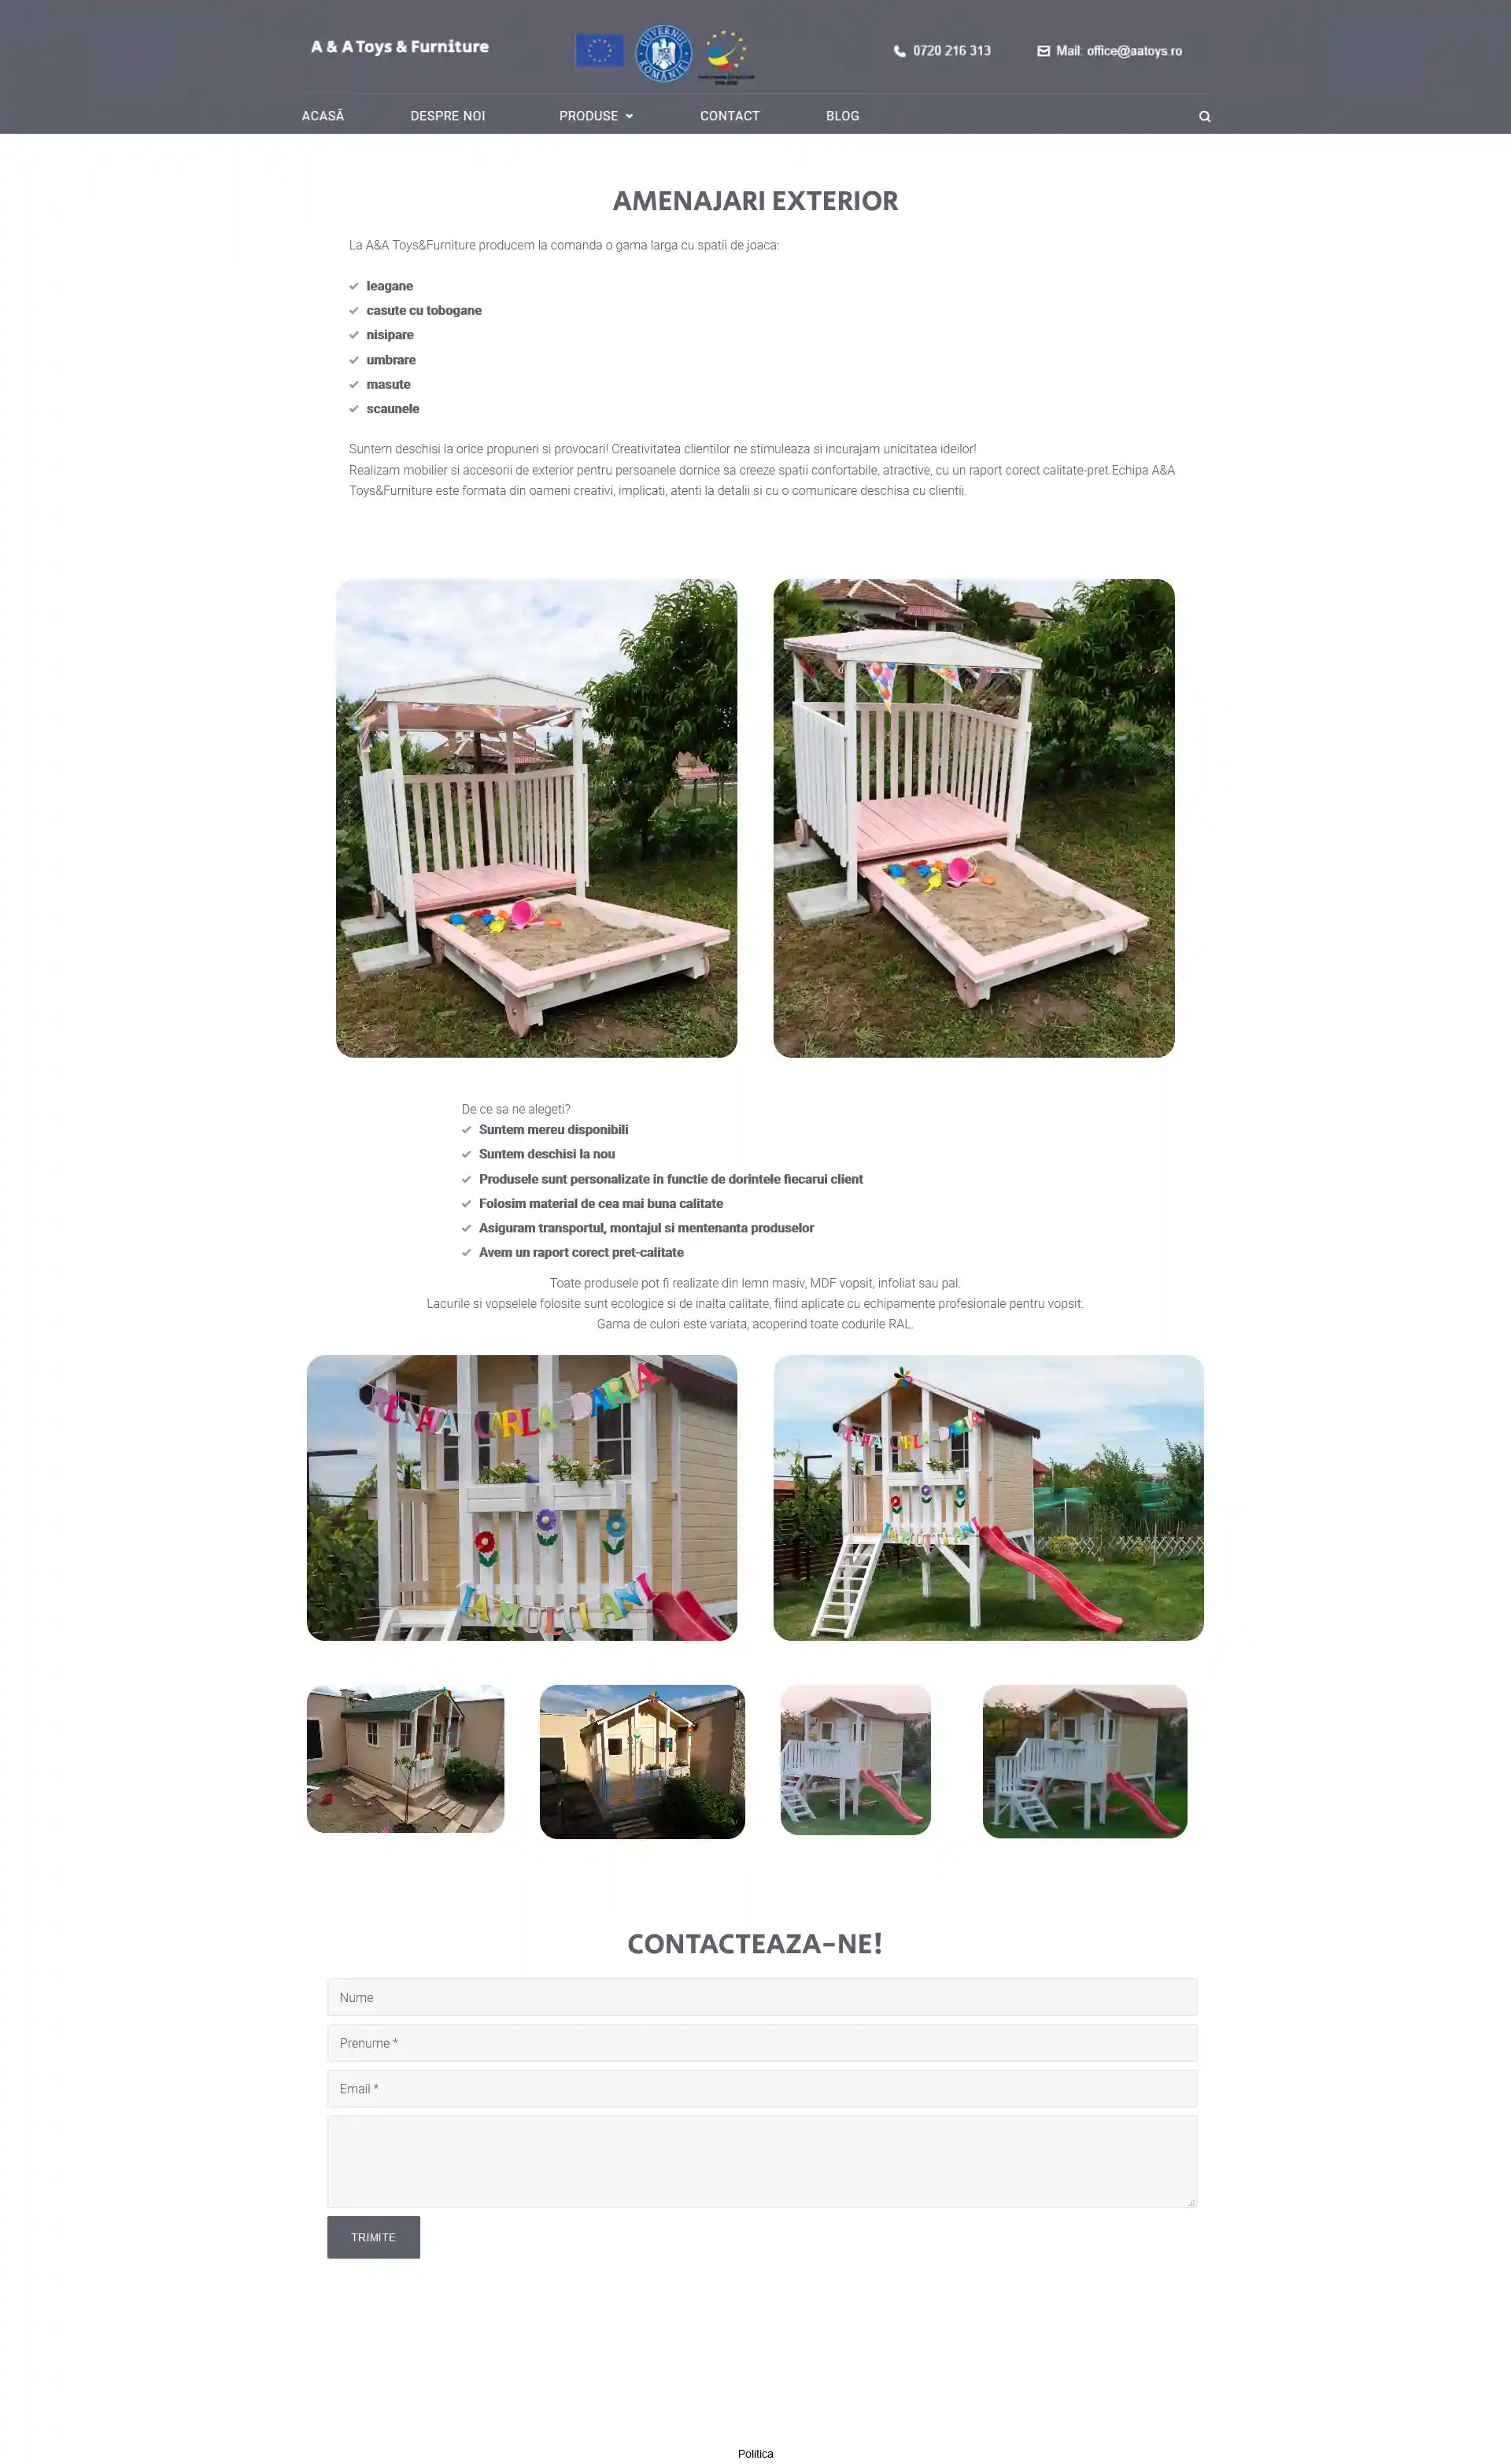 A & A Toys & Furniture
GUVERNUL ROMÂNIEI
0720 216 313
Mail: office@aatoys.ro
ACASĂ
DESPRE NOI
PRODUSE
CONTACT
BLOG
AMENAJARI EXTERIOR
La A&A Toys&Furniture producem la comanda o gama larga cu spatii de joaca:
leagane
casute cu tobogane
nisipare
umbrare
masute
scaunele
Suntem deschisi la orice propuneri si provocari! Creativitatea clientilor ne stimuleaza si incurajam unicitatea ideilor!
Realizam mobilier si accesorii de exterior pentru persoanele dornice sa creeze spatii confortabile, atractive, cu un raport corect calitate-pret.Echipa A&A
Toys&Furniture este formata din oameni creativi, implicati, atenti la detalii si cu o comunicare deschisa cu clientii.
De ce sa ne alegeti?
Suntem mereu disponibili
Suntem deschisi la nou
Produsele sunt personalizate in functie de dorintele fiecarui client
Folosim material de cea mai buna calitate
Asiguram transportul, montajul si mentenanta produselor
Avem un raport corect pret-calitate
Toate produsele pot fi realizate din lemn masiv, MDF vopsit, infoliat sau pal.
Lacurile si vopselele folosite sunt ecologice si de inalta calitate, fiind aplicate cu echipamente profesionale pentru vopsit.
Gama de culori este variata, acoperind toate codurile RAL.
RENATA CARLA DARIA
LA MULTI ANI
RENATA CARLA DARIA
LA MULTI ANI
CONTACTEAZA-NE!
Nume
Prenume *
Email *
TRIMITE
Politica